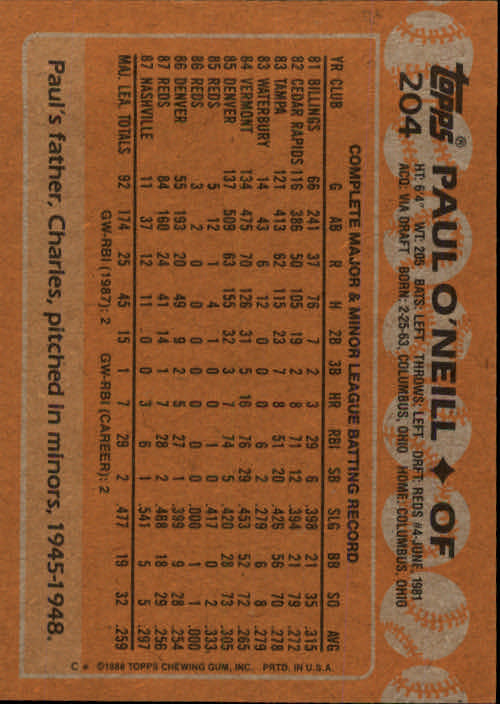 topps®
204
PAUL O'NEILL ✦ OF
HT: 6'4" WT: 205 BATS: LEFT THROWS: LEFT DRFT: REDS #4-JUNE, 1981
ACQ: VIA DRAFT BORN: 2-25-63, COLUMBUS, OHIO HOME: COLUMBUS, OHIO
COMPLETE MAJOR & MINOR LEAGUE BATTING RECORD
YR CLUB G AB R H 2B 3B HR RBI SB SLG BB SO AVG
81 BILLINGS 66 241 37 76 7 2 3 29 6 .398 21 35 .315
82 CEDAR RAPIDS 116 386 50 105 19 2 8 71 12 .394 21 79 .272
83 TAMPA 121 413 62 115 23 7 8 51 20 .426 56 70 .278
83 WATERBURY 14 43 6 12 0 0 0 6 2 .279 6 8 .279
84 VERMONT 134 475 70 126 31 5 16 76 29 .453 52 72 .265
85 DENVER 137 509 63 155 32 3 7 74 5 .420 28 73 .305
85 REDS 5 12 1 4 1 0 0 1 0 .417 0 2 .333
86 REDS 3 2 0 0 0 0 0 0 0 .000 1 1 .000
86 DENVER 55 193 20 49 9 2 5 27 1 .399 9 28 .254
87 REDS 84 160 24 41 14 1 7 28 2 .488 18 29 .256
87 NASHVILLE 11 37 12 11 0 0 3 6 1 .541 5 5 .297
MAJ. LEA. TOTALS 92 174 25 45 15 1 7 29 2 .477 19 32 .259
GW-RBI (1987): 2 GW-RBI (CAREER): 2
Paul's father, Charles, pitched in minors, 1945-1948.
C * ©1988 TOPPS CHEWING GUM, INC. PRTD. IN U.S.A.